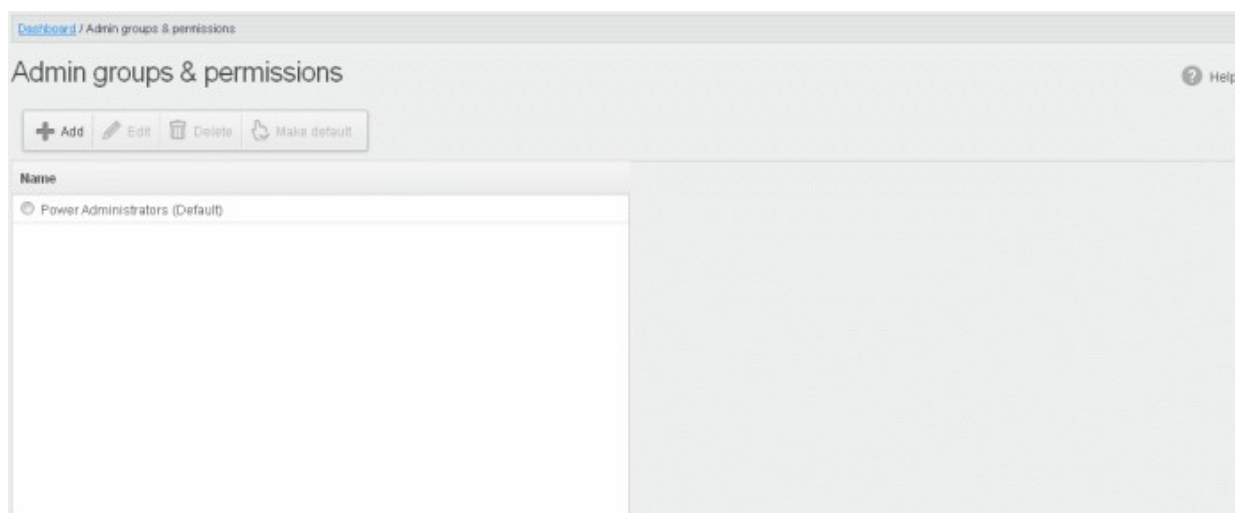 Dashboard / Admin groups & permissions
Admin groups & permissions
Help
Add Edit Delete Make default
Name
Power Administrators (Default)